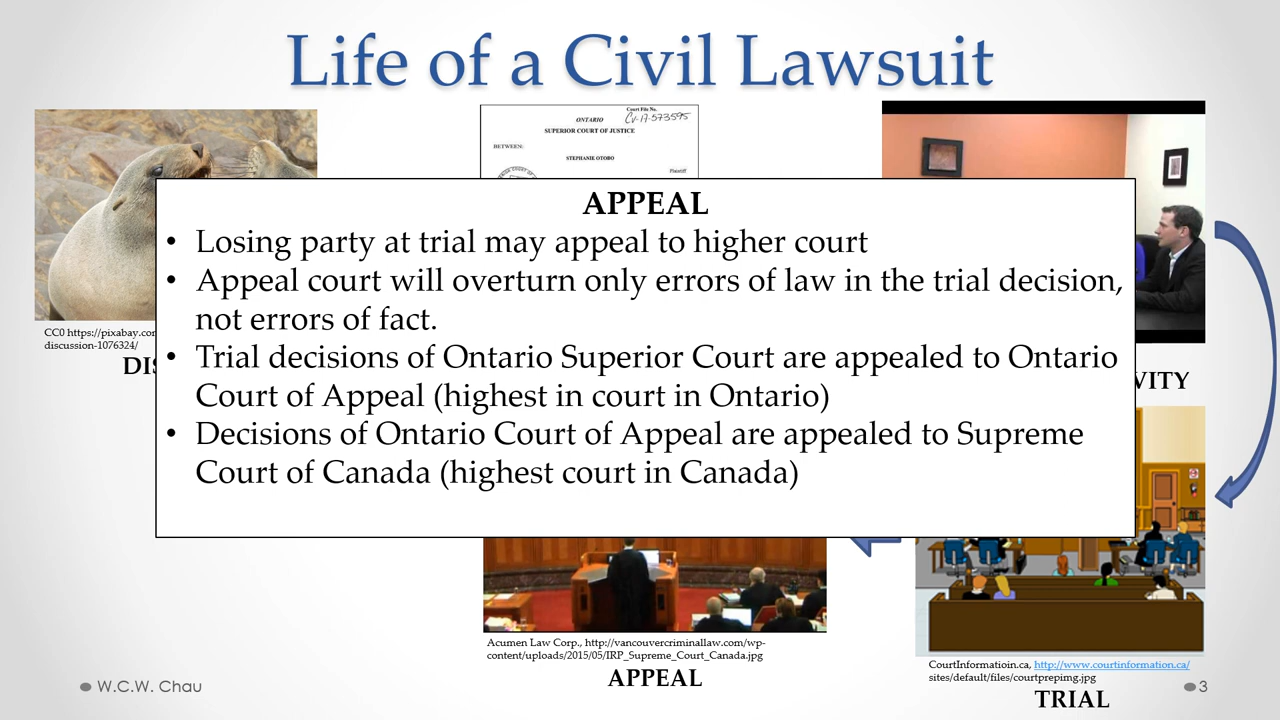 Life of a Civil Lawsuit
Court File No.
CV-17-573595
ONTARIO
SUPERIOR COURT OF JUSTICE
BETWEEN:
STEPHANIE OTOBO
Plaintiff
APPEAL
• Losing party at trial may appeal to higher court
• Appeal court will overturn only errors of law in the trial decision,
not errors of fact.
• Trial decisions of Ontario Superior Court are appealed to Ontario
Court of Appeal (highest in court in Ontario)
• Decisions of Ontario Court of Appeal are appealed to Supreme
Court of Canada (highest court in Canada)
CC0 https://pixabay.co
discussion-1076324/
DIS
VITY
Acumen Law Corp., http://vancouvercriminallaw.com/wp-
content/uploads/2015/05/IRP_Supreme_Court_Canada.jpg
APPEAL
CourtInformatioin.ca, http://www.courtinformation.ca/
sites/default/files/courtprepimg.jpg
TRIAL
W.C.W. Chau
3